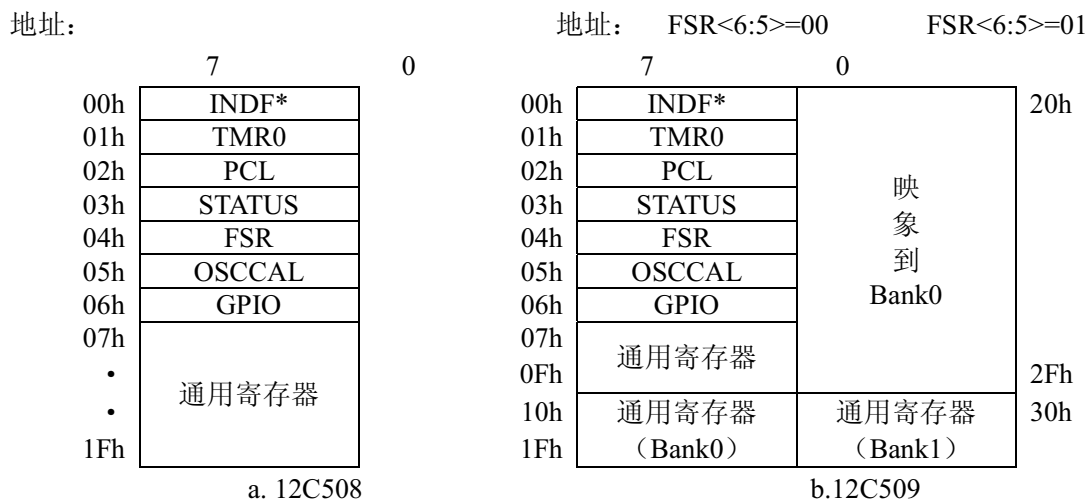 地址： 地址： FSR<6:5>=00 FSR<6:5>=01
7 0 7 0
00h INDF* 00h INDF* 20h
01h TMR0 01h TMR0
02h PCL 02h PCL
03h STATUS 03h STATUS
04h FSR 04h FSR
05h OSCCAL 05h OSCCAL
06h GPIO 06h GPIO
映
象
到
Bank0
07h 07h
· 通用寄存器 0Fh 通用寄存器 2Fh
· 10h 通用寄存器 通用寄存器 30h
1Fh 1Fh （Bank0） （Bank1）
a. 12C508 b.12C509